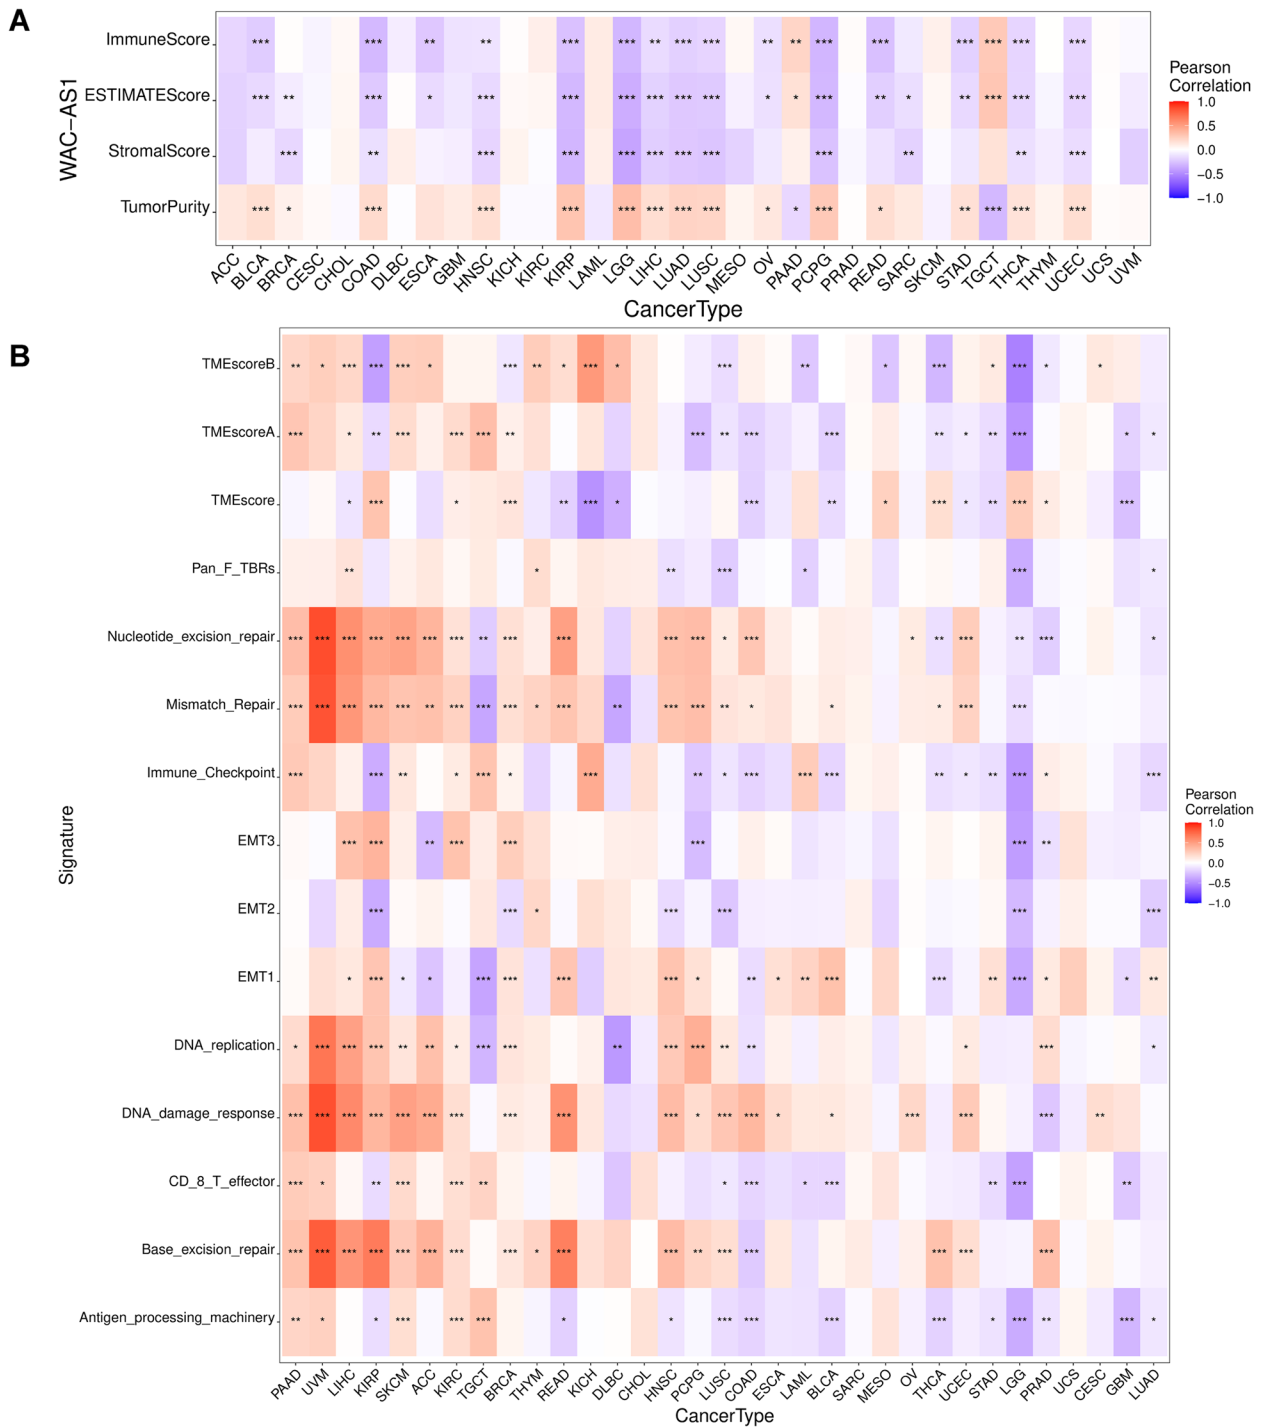 A
WAC−AS1
ImmuneScore
*** *** ** ** *** *** ** *** *** ** ** *** *** *** *** *** ***
ESTIMATEScore
*** ** *** * *** *** *** *** *** *** * * *** ** * ** *** *** ***
StromalScore
*** ** *** *** *** *** *** *** *** ** ** ***
TumorPurity
*** * *** *** *** *** *** *** *** * * *** * ** *** *** ***
ACC BLCA BRCA CESC CHOL COAD DLBC ESCA GBM HNSC KICH KIRC KIRP LAML LGG LIHC LUAD LUSC MESO OV PAAD PCPG PRAD READ SARC SKCM STAD TGCT THCA THYM UCEC UCS UVM
CancerType
Pearson
Correlation
1.0
0.5
0.0
−0.5
−1.0
B
Signature
TMEscoreB
** * *** *** *** * *** ** * *** * *** ** * *** * *** * *
TMEscoreA
*** * ** *** *** *** ** *** ** *** *** ** * ** *** * *
TMEscore
* *** * *** ** *** * *** ** * *** * ** *** * ***
Pan_F_TBRs
** * ** *** * *** *
Nucleotide_excision_repair
*** *** *** *** *** *** *** ** *** *** *** *** * *** * ** *** ** *** *
Mismatch_Repair
*** *** *** *** *** ** *** *** *** * *** ** *** *** ** * * * *** ***
Immune_Checkpoint
*** *** ** * *** * *** ** * *** *** *** ** * ** *** * ***
EMT3
*** *** ** *** *** *** *** **
EMT2
*** *** * *** *** *** ***
EMT1
* *** * * *** *** *** *** * ** * ** *** *** ** *** * * **
DNA_replication
* *** *** *** ** ** * *** *** ** *** *** ** ** * *** *
DNA_damage_response
*** *** *** *** *** *** *** *** *** *** * *** *** * * *** *** *** **
CD_8_T_effector
*** * ** *** *** ** * *** * *** ** *** **
Base_excision_repair
*** *** *** *** *** *** *** *** * *** *** ** *** *** *** *** ***
Antigen_processing_machinery
** * * *** *** *** * * *** *** *** *** * *** ** *** *
PAAD UVM LIHC KIRP SKCM ACC KIRC TGCT BRCA THYM READ KICH DLBC CHOL HNSC PCPG LUSC COAD ESCA LAML BLCA SARC MESO OV THCA UCEC STAD LGG PRAD UCS CESC GBM LUAD
CancerType
Pearson
Correlation
1.0
0.5
0.0
−0.5
−1.0